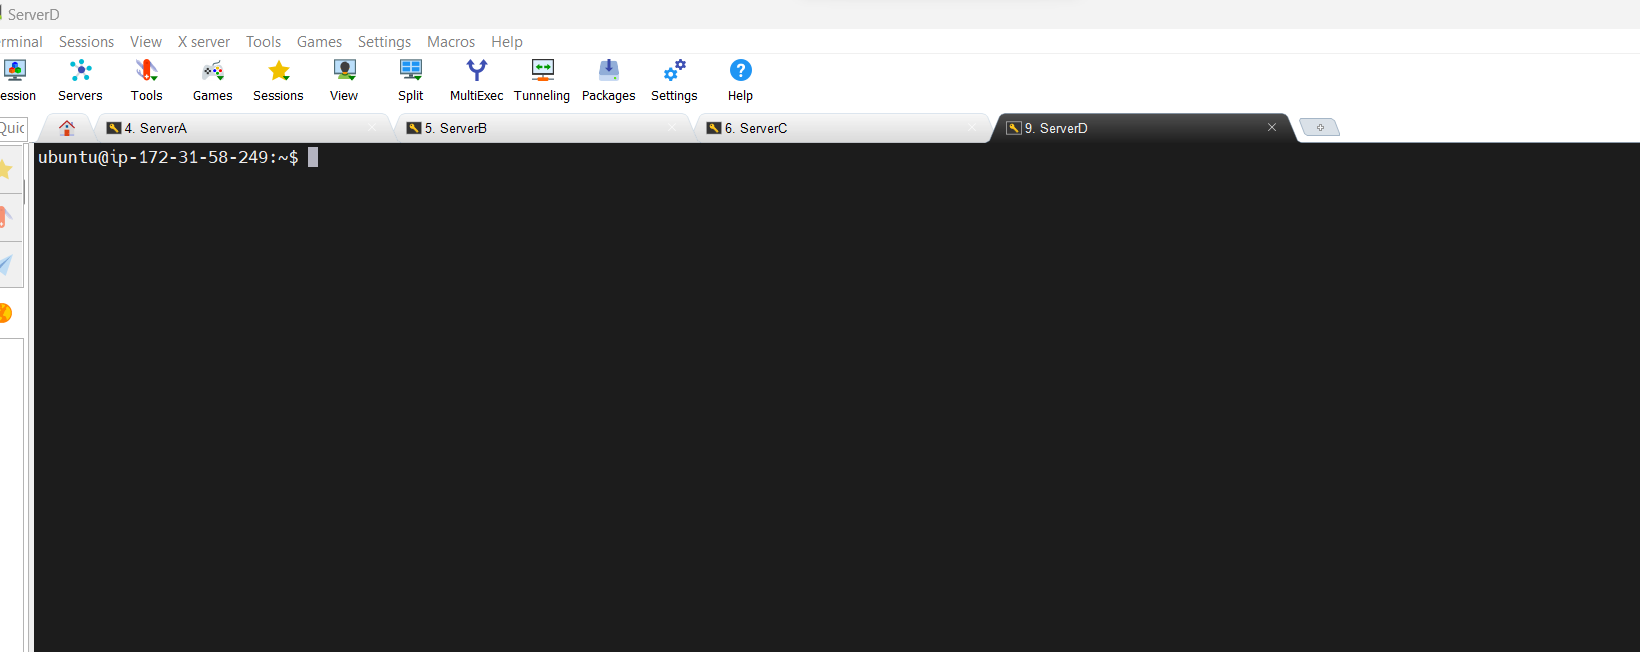 ServerD
erminal Sessions View X server Tools Games Settings Macros Help
ession Servers Tools Games Sessions View Split MultiExec Tunneling Packages Settings Help
Quic 4. ServerA 5. ServerB 6. ServerC 9. ServerD
ubuntu@ip-172-31-58-249:~$